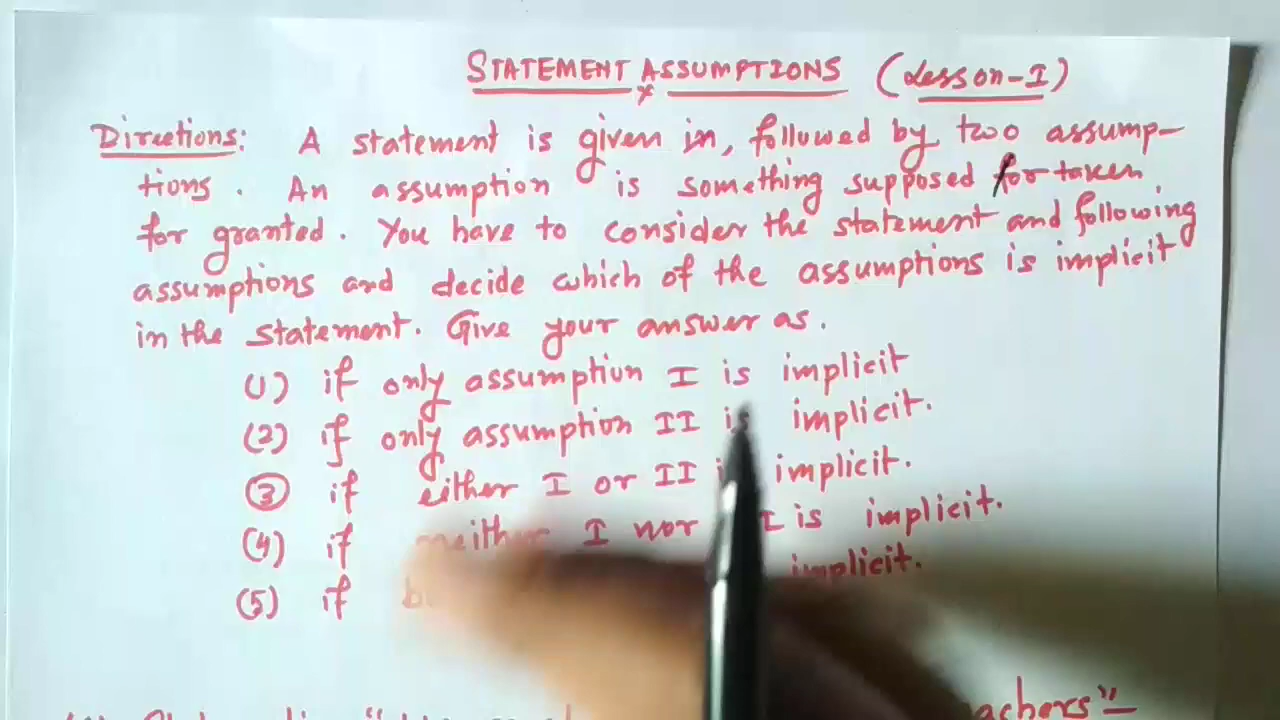 STATEMENT ASSUMPTIONS (Lesson-I)
Directions: A statement is given in, followed by two assump-
tions. An assumption is something supposed or taken
for granted. You have to consider the statement and following
assumptions and decide which of the assumptions is implicit
in the statement. Give your answer as.
(1) if only assumption I is implicit
(2) if only assumption II is implicit.
(3) if either I or II is implicit.
(4) if neither I nor is implicit.
(5) if implicit.